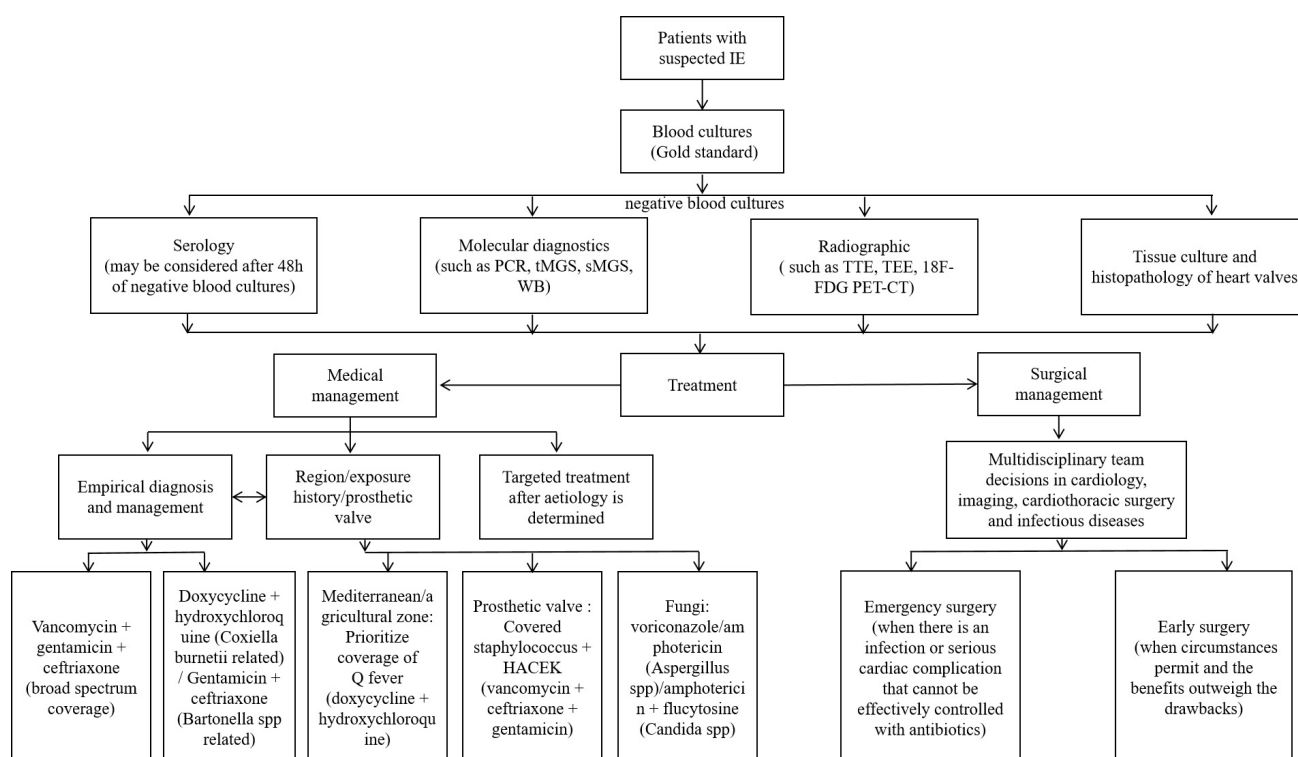 Patients with
suspected IE
Blood cultures
(Gold standard)
negative blood cultures
Serology
(may be considered after 48h
of negative blood cultures)
Molecular diagnostics
(such as PCR, tMGS, sMGS,
WB)
Radiographic
( such as TTE, TEE, 18F-
FDG PET-CT)
Tissue culture and
histopathology of heart valves
Medical
management
Treatment
Surgical
management
Empirical diagnosis
and management
Region/exposure
history/prosthetic
valve
Targeted treatment
after aetiology is
determined
Multidisciplinary team
decisions in cardiology,
imaging, cardiothoracic surgery
and infectious diseases
Vancomycin +
gentamicin +
ceftriaxone
(broad spectrum
coverage)
Doxycycline +
hydroxychloroq
uine (Coxiella
burnetii related)
/ Gentamicin +
ceftriaxone
(Bartonella spp
related)
Mediterranean/a
gricultural zone:
Prioritize
coverage of
Q fever
(doxycycline +
hydroxychloroqu
ine)
Prosthetic valve :
Covered
staphylococcus +
HACEK
(vancomycin +
ceftriaxone +
gentamicin)
Fungi:
voriconazole/am
photericin
(Aspergillus
spp)/amphoterici
n + flucytosine
(Candida spp)
Emergency surgery
(when there is an
infection or serious
cardiac complication
that cannot be
effectively controlled
with antibiotics)
Early surgery
(when circumstances
permit and the
benefits outweigh the
drawbacks)